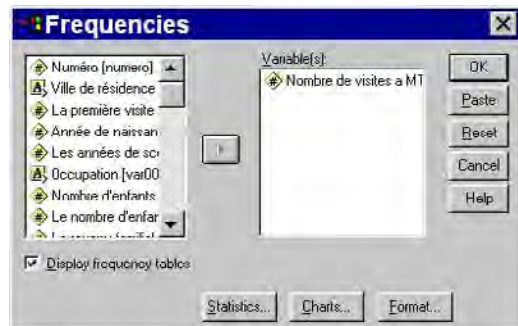 Frequencies
Numéro [numero]
Ville de résidence
La première visite
Année de naissan
Les années de sco
Occupation [var00
Nombre d'enfants
Le nombre d'enfar
Display frequency tables
Variable(s):
Nombre de visites a MT
OK
Paste
Reset
Cancel
Help
Statistics...
Charts...
Format...